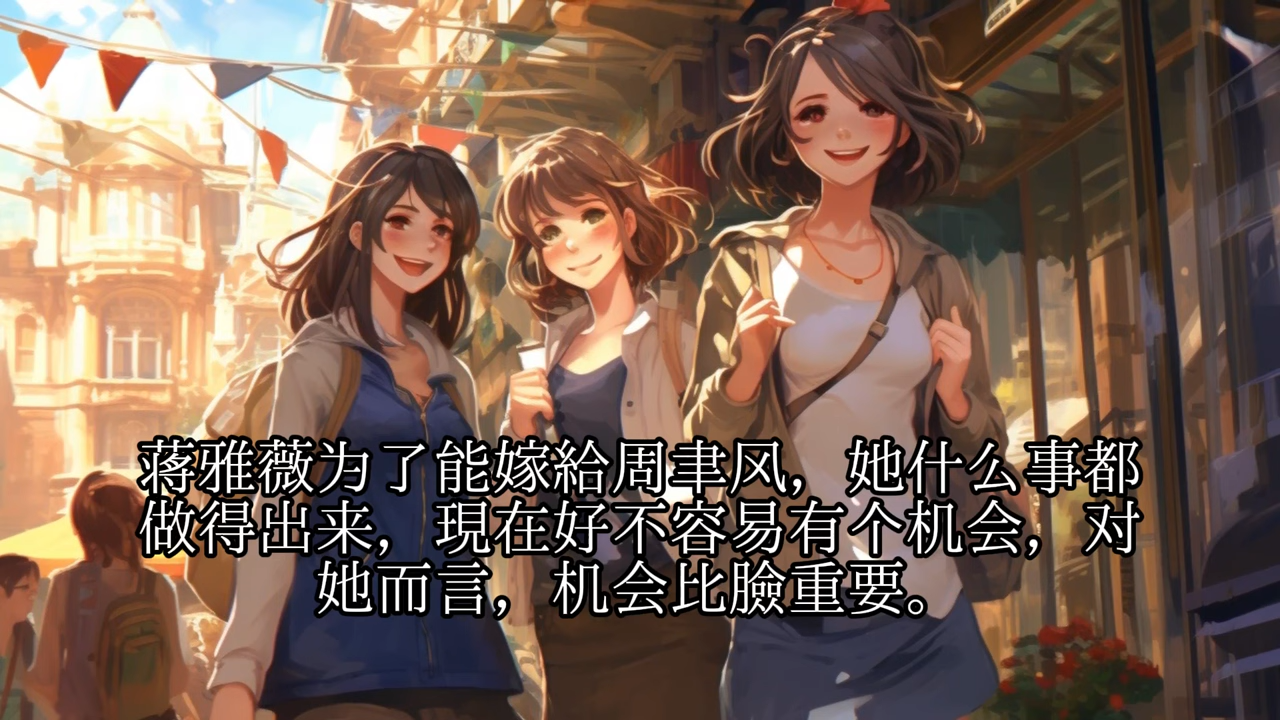 蒋雅薇为了能嫁給周聿风，她什么事都
做得出来，現在好不容易有个机会，对
她而言，机会比臉重要。